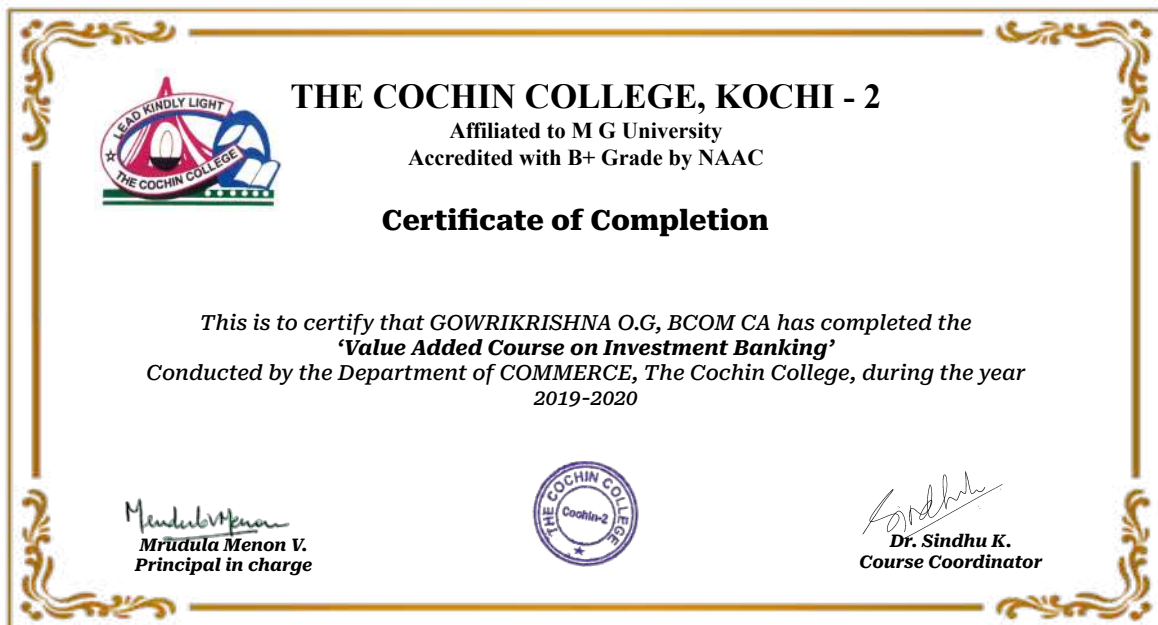 THE COCHIN COLLEGE, KOCHI - 2
Affiliated to M G University
Accredited with B+ Grade by NAAC
LEAD KINDLY LIGHT
THE COCHIN COLLEGE
Certificate of Completion
This is to certify that GOWRIKRISHNA O.G, BCOM CA has completed the
‘Value Added Course on Investment Banking’
Conducted by the Department of COMMERCE, The Cochin College, during the year
2019-2020
THE COCHIN COLLEGE
Cochin-2
MrudulaMenon
Mrudula Menon V.
Principal in charge
Sindhu
Dr. Sindhu K.
Course Coordinator